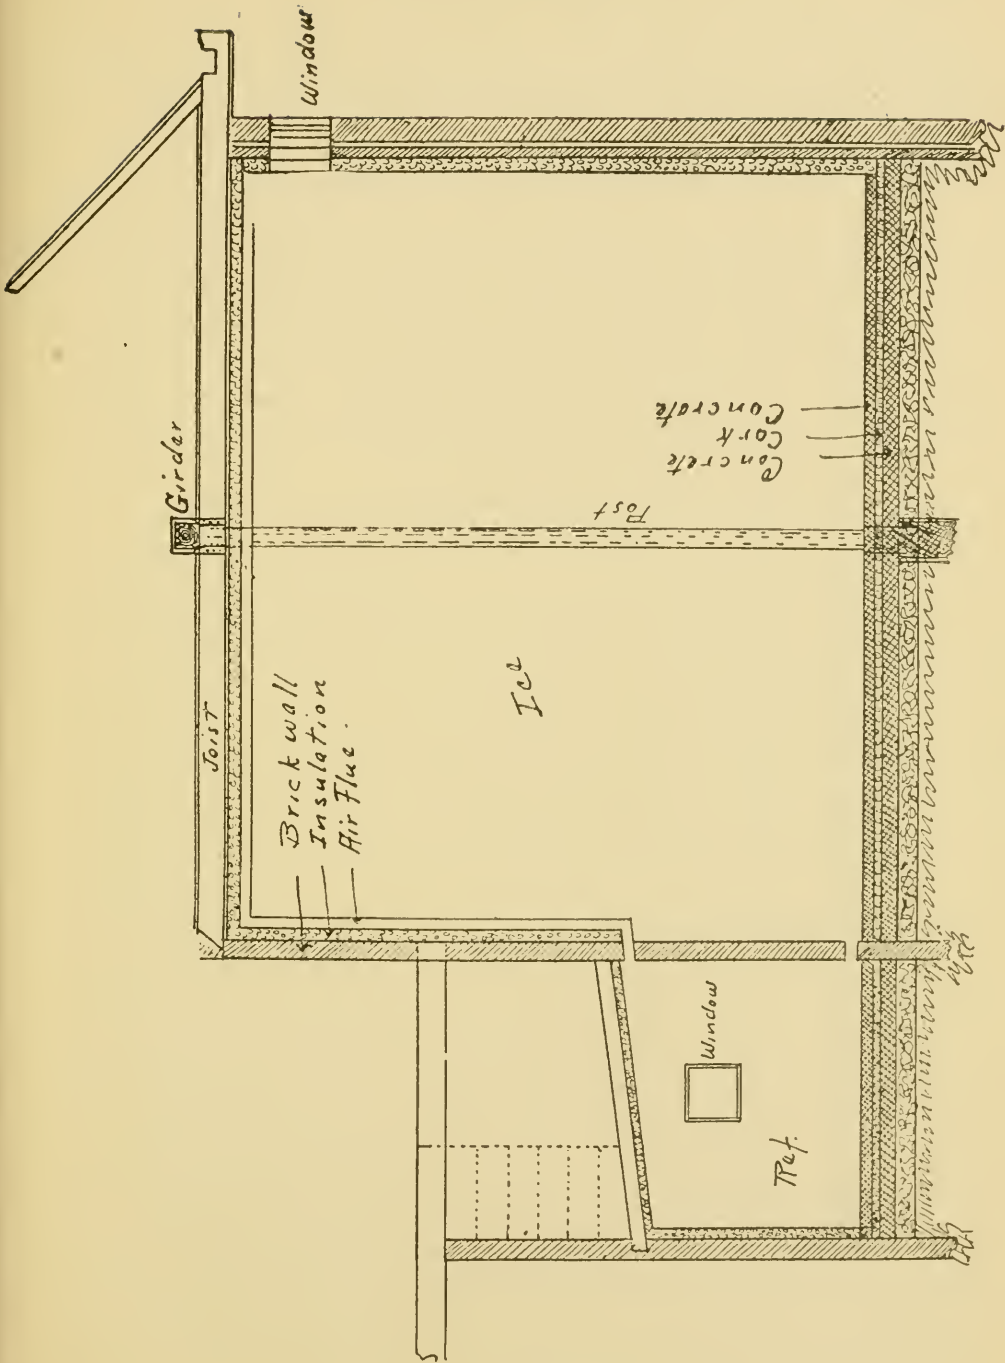 Window
Girder
Joist
Brick wall
Insulation
Air Flue.
Concrete
Cork
Concrete
Post
Ice
Window
Ref.